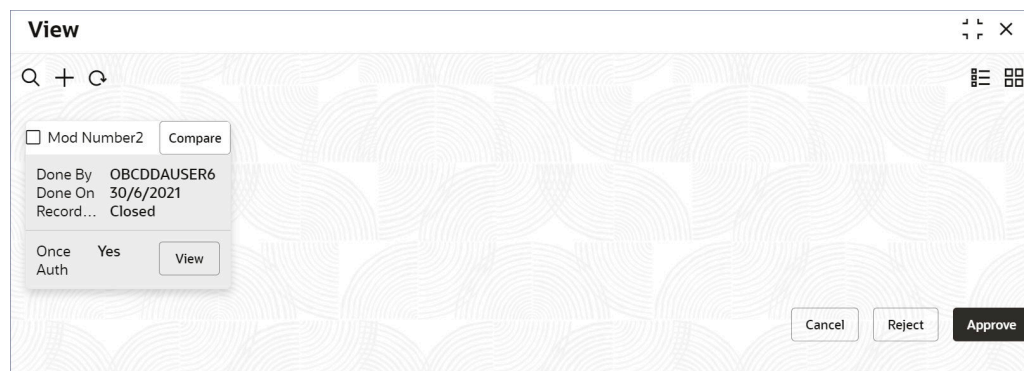 View
Mod Number2 Compare
Done By OBCDDAUSER6
Done On 30/6/2021
Record... Closed
Once Auth Yes View
Cancel Reject Approve